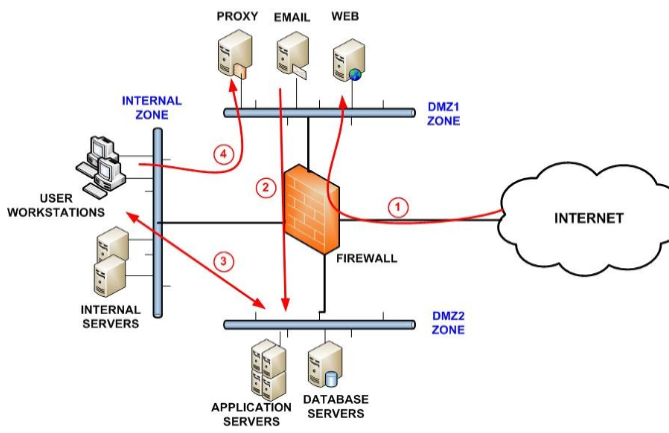 PROXY EMAIL WEB
INTERNAL
ZONE
DMZ1
ZONE
4
USER
WORKSTATIONS
2
1
INTERNET
FIREWALL
3
INTERNAL
SERVERS
DMZ2
ZONE
APPLICATION
SERVERS
DATABASE
SERVERS